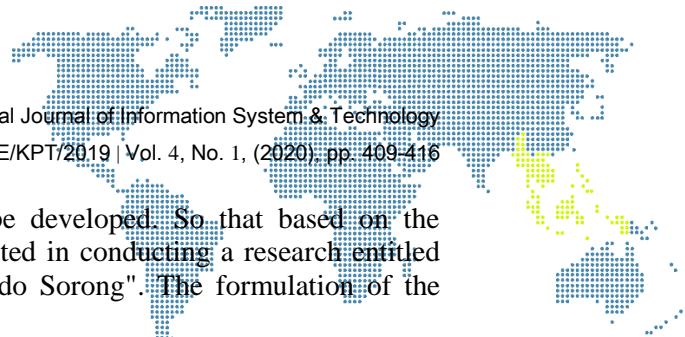 al Journal of Information System & Technology
E/KPT/2019 | Vol. 4, No. 1, (2020), pp. 409-416
be developed. So that based on the
ted in conducting a research entitled
do Sorong". The formulation of the